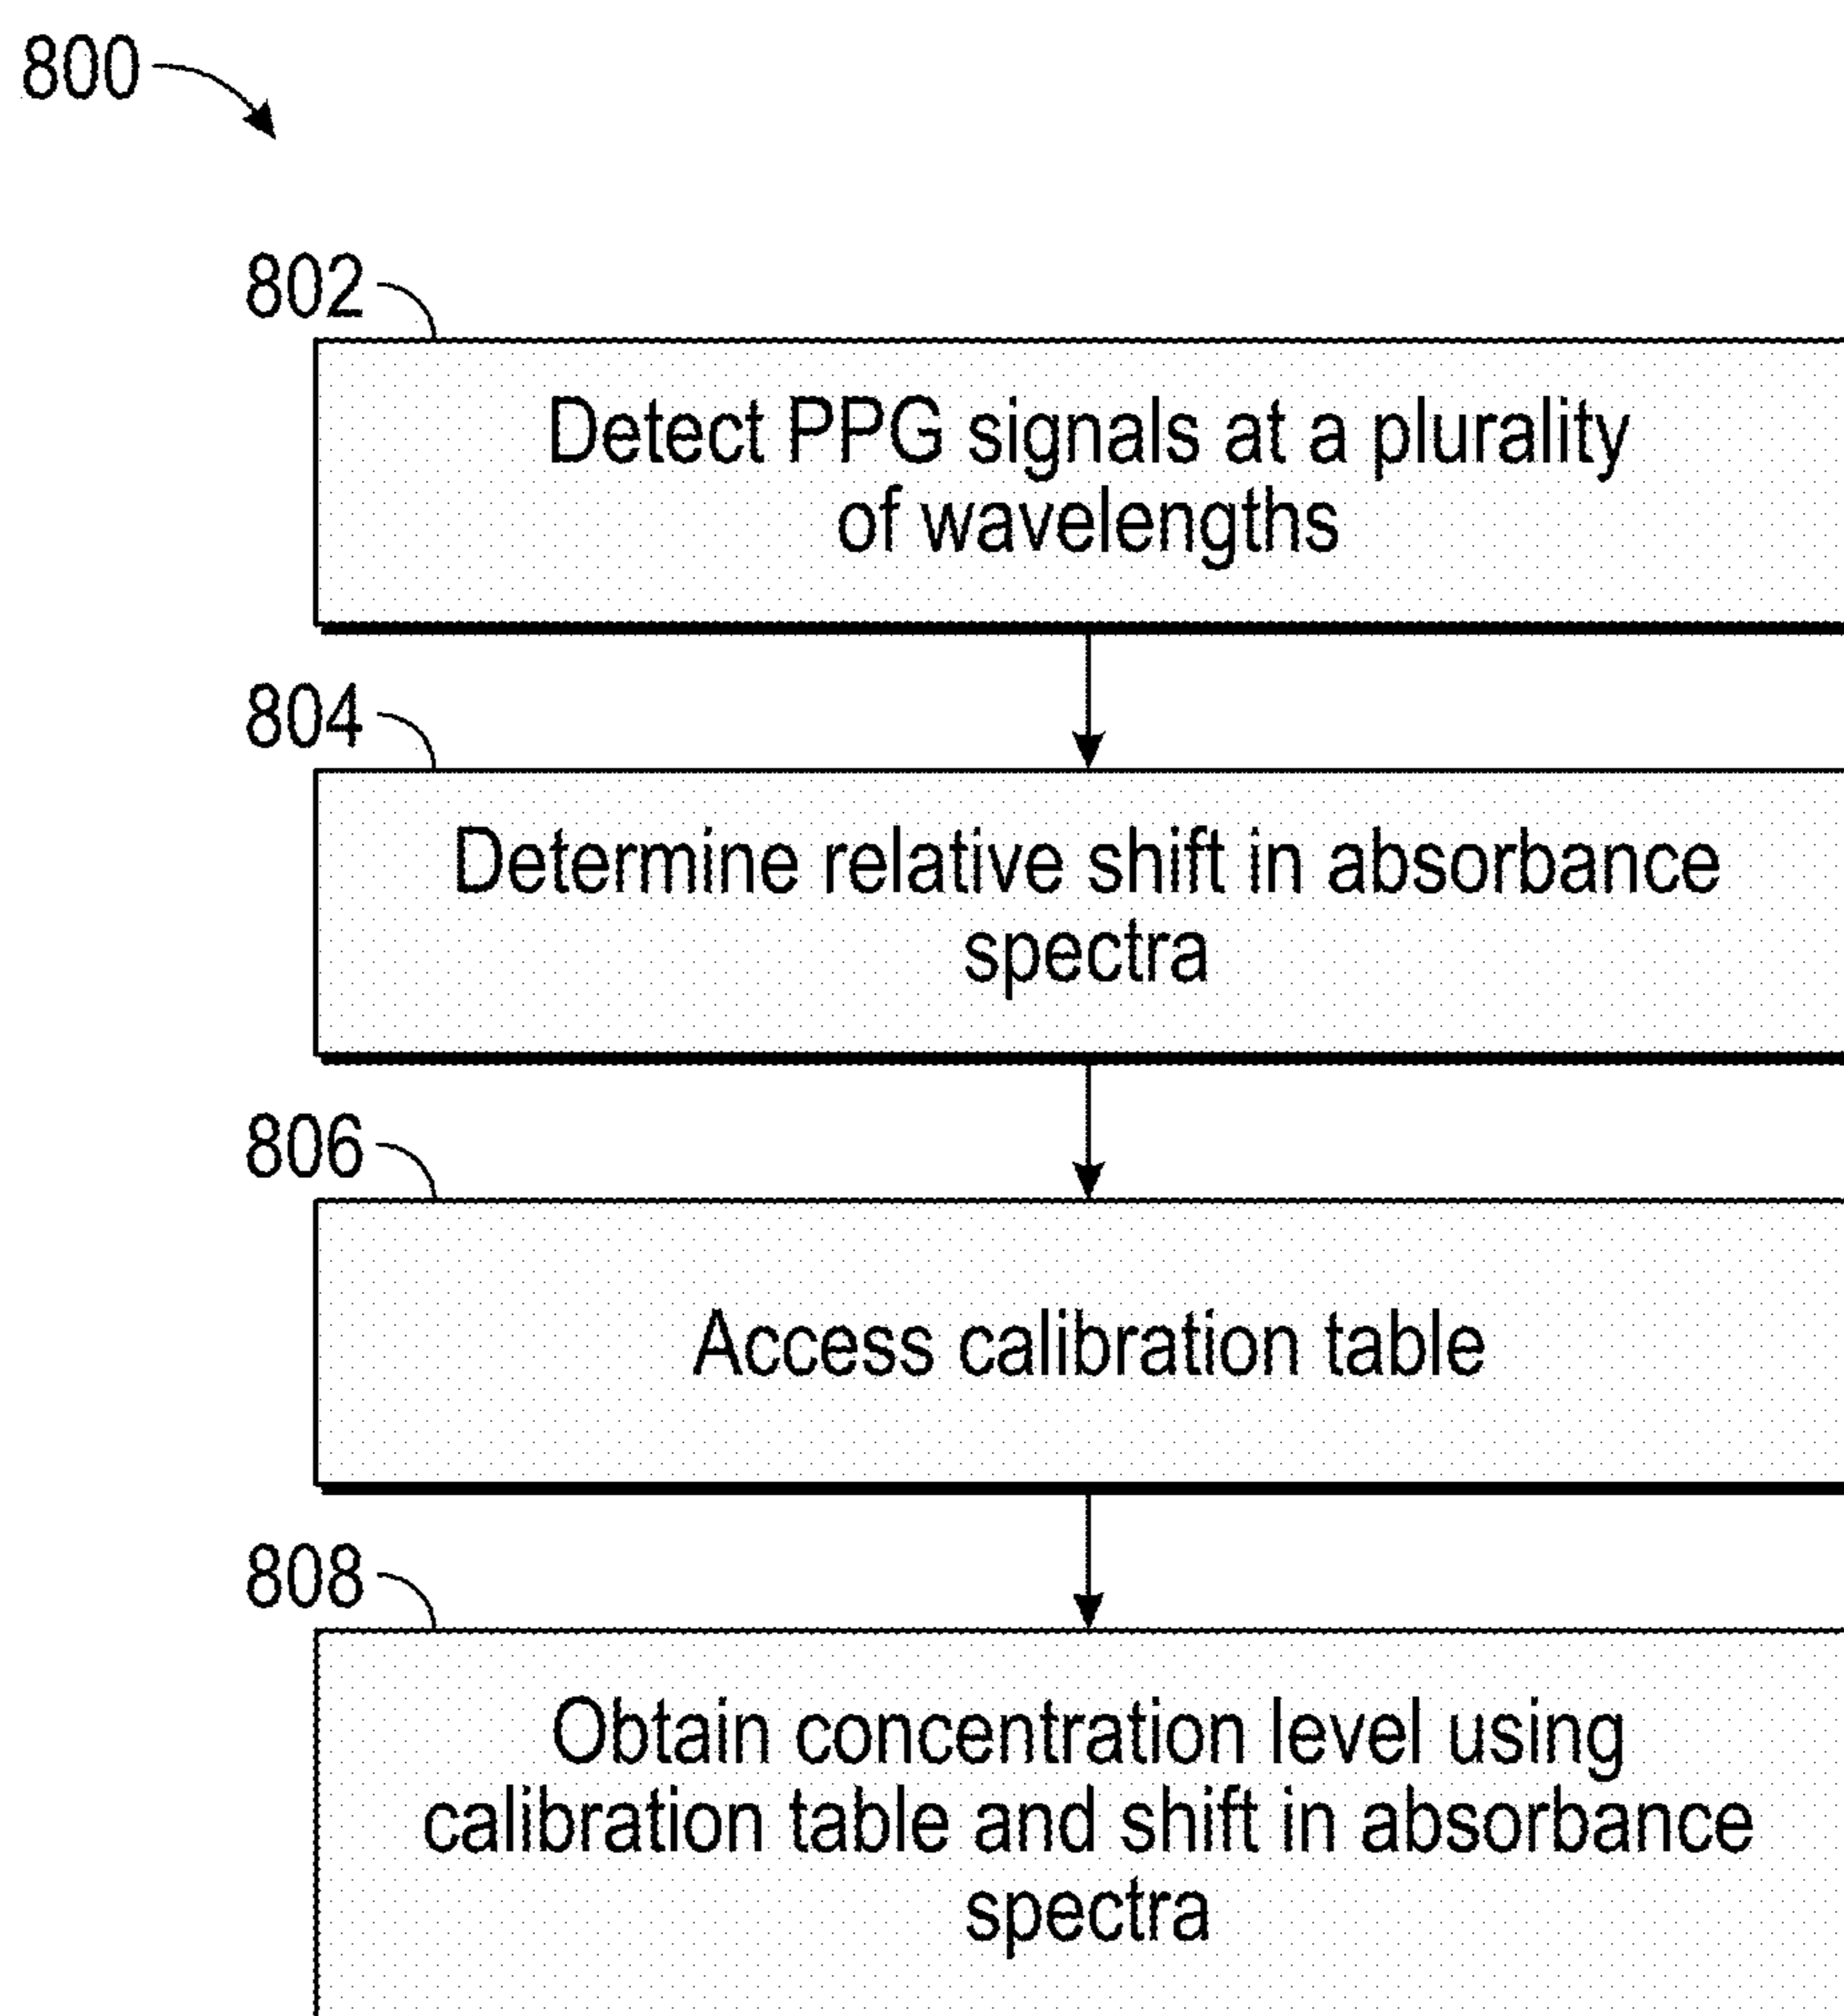 800
802
Detect PPG signals at a plurality
of wavelengths
804
Determine relative shift in absorbance
spectra
806
Access calibration table
808
Obtain concentration level using
calibration table and shift in absorbance
spectra